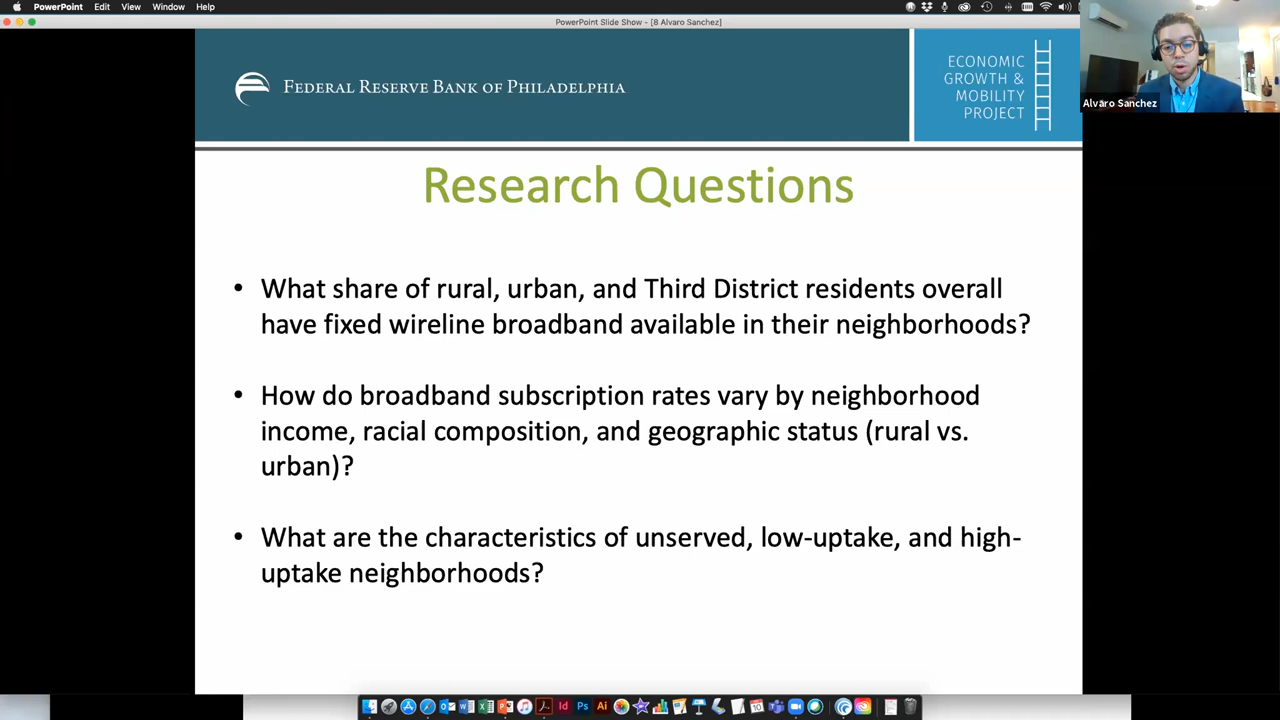 PowerPoint Edit View Window Help
PowerPoint Slide Show - [8 Alvaro Sanchez]
FEDERAL RESERVE BANK OF PHILADELPHIA
ECONOMIC
GROWTH &
MOBILITY
PROJECT
Alvaro Sanchez
Research Questions
• What share of rural, urban, and Third District residents overall
have fixed wireline broadband available in their neighborhoods?
• How do broadband subscription rates vary by neighborhood
income, racial composition, and geographic status (rural vs.
urban)?
• What are the characteristics of unserved, low-uptake, and high-
uptake neighborhoods?
Id Ps Ai